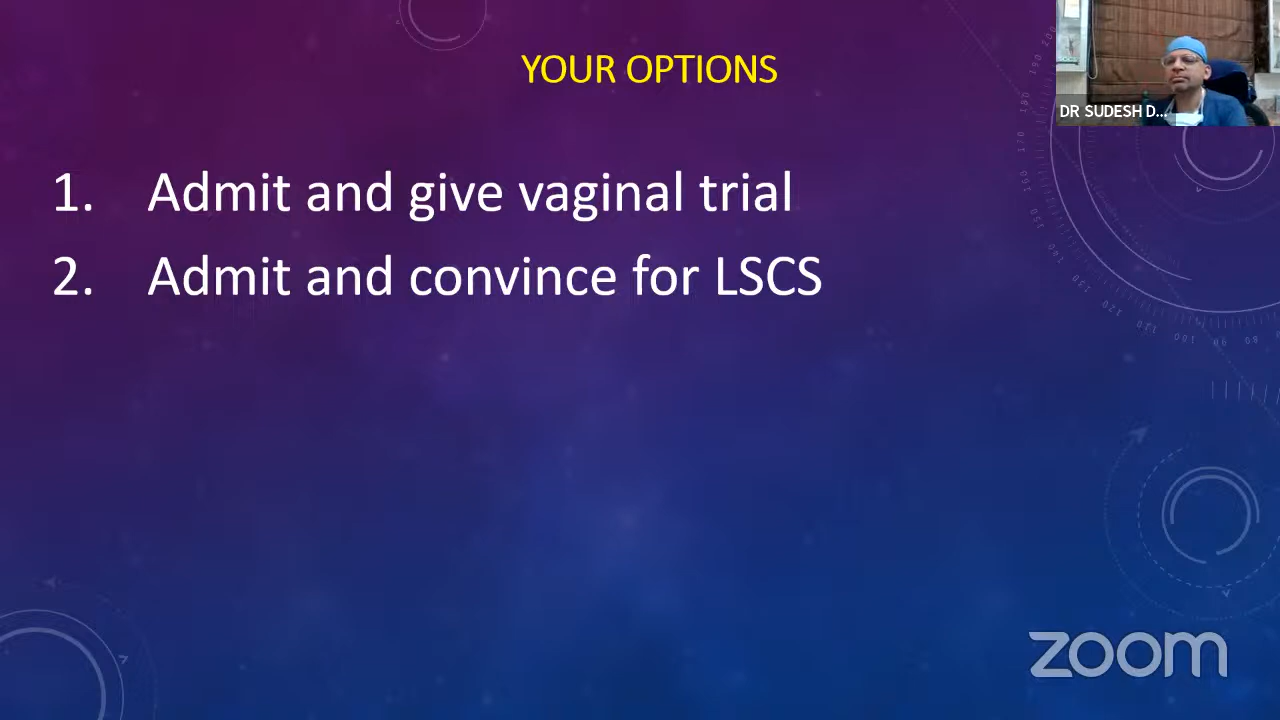 YOUR OPTIONS
DR SUDESH D...
1. Admit and give vaginal trial
2. Admit and convince for LSCS
zoom